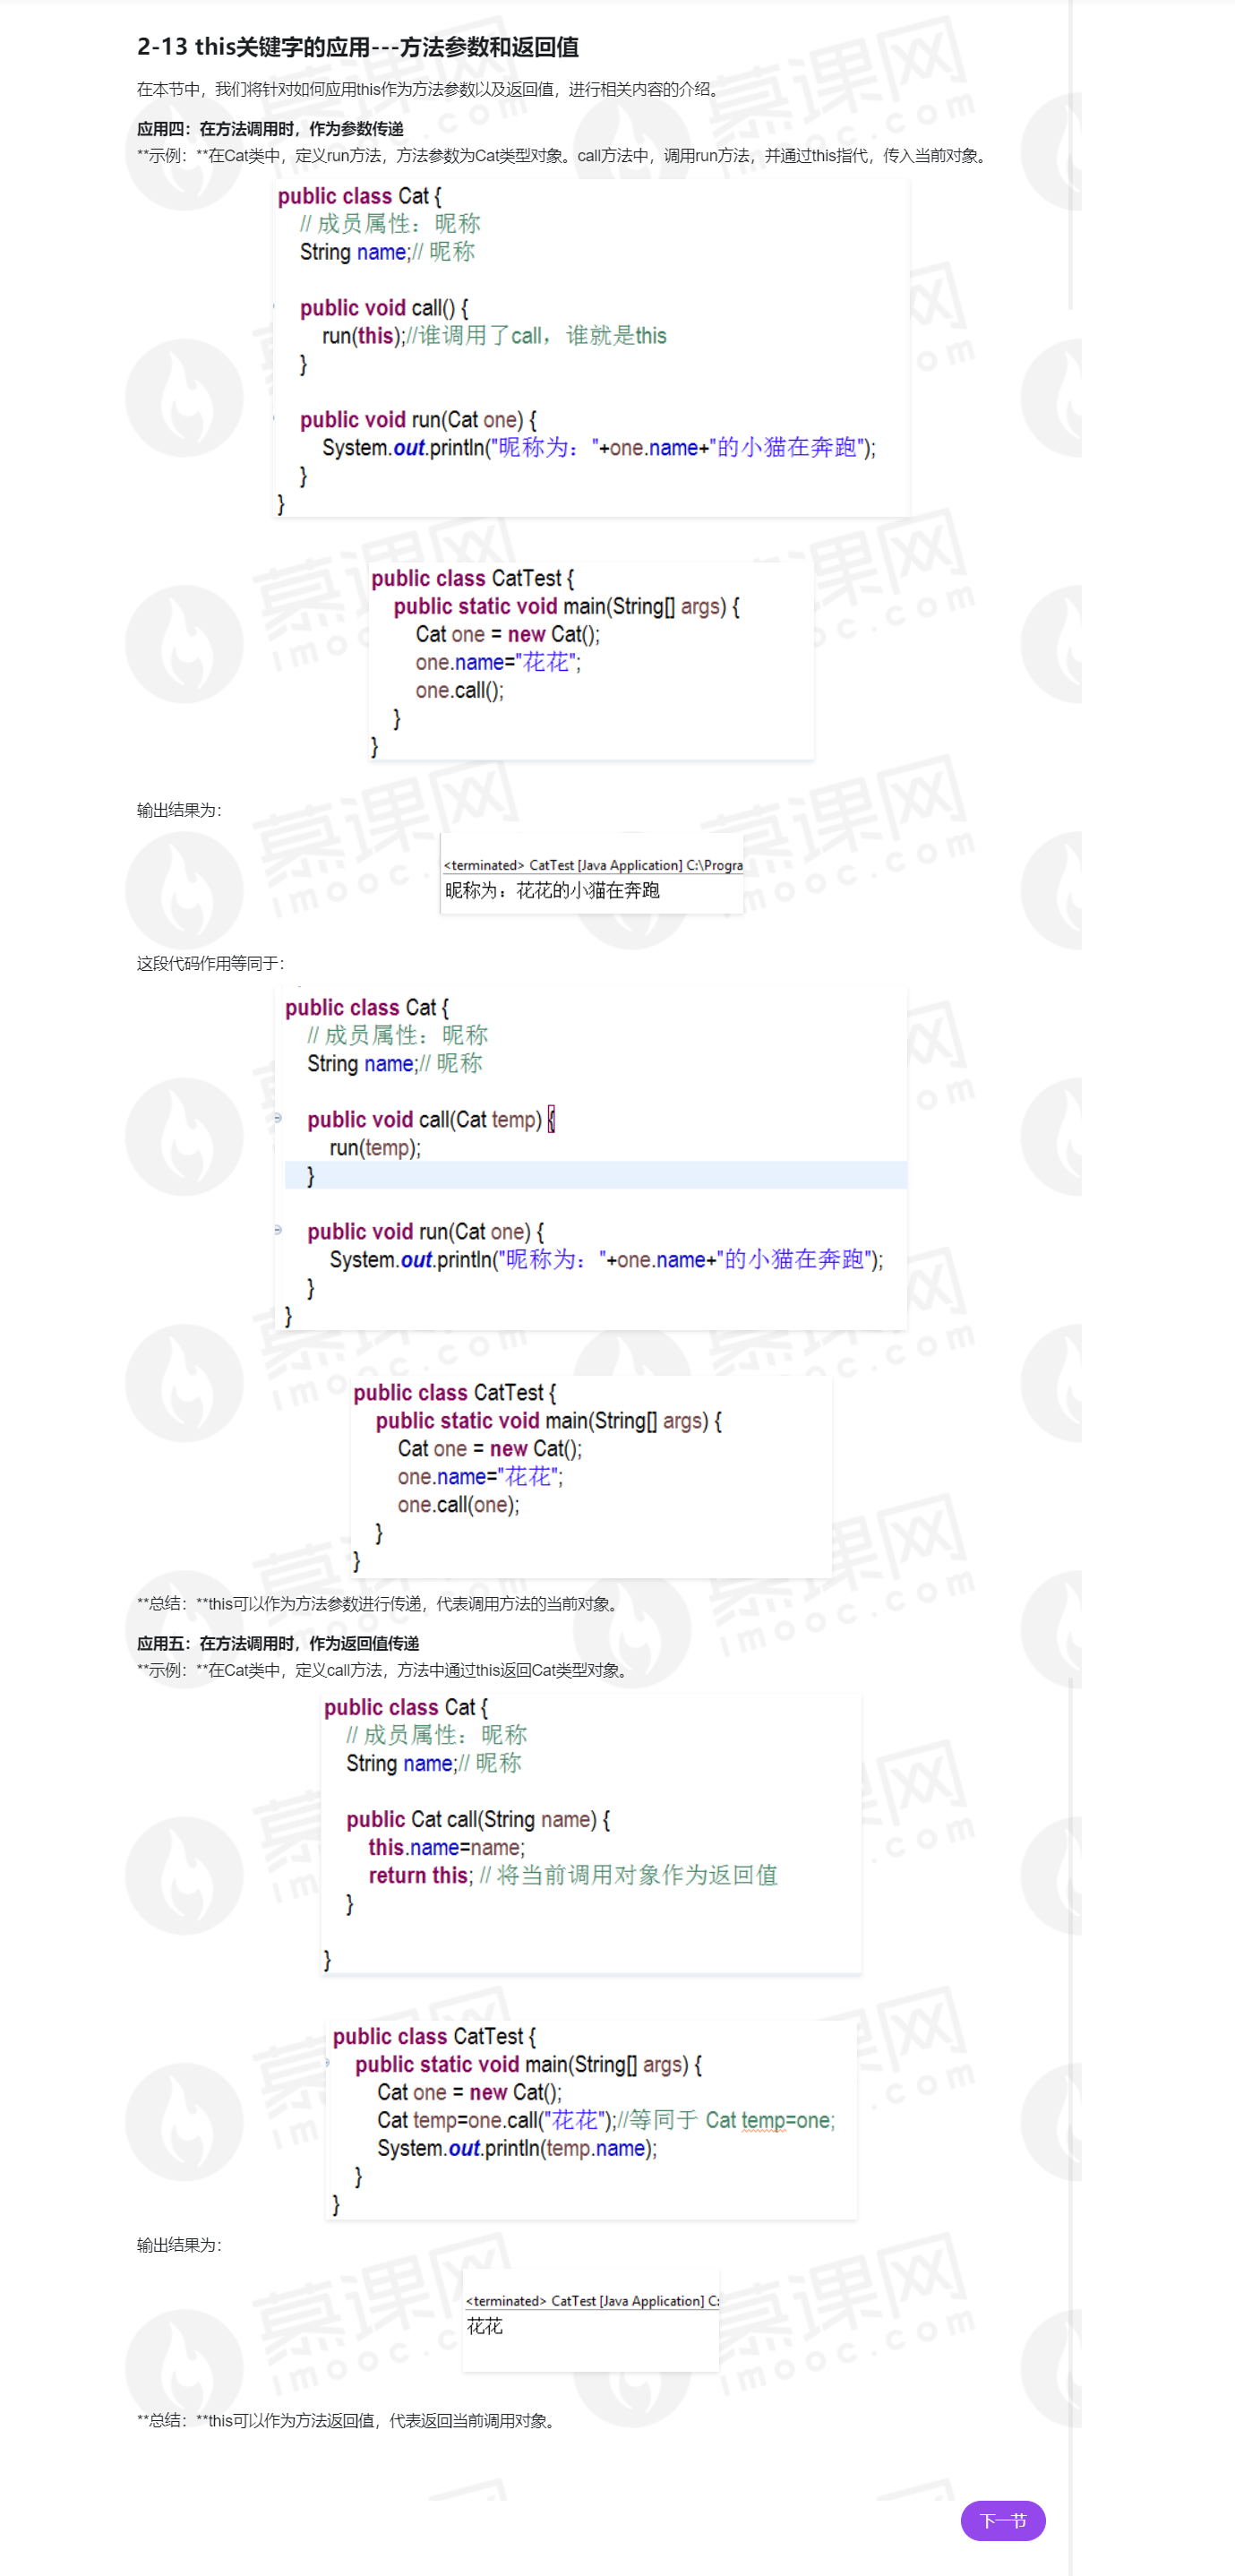 2-13 this关键字的应用---方法参数和返回值
在本节中，我们将针对如何应用this作为方法参数以及返回值，进行相关内容的介绍。
应用四：在方法调用时，作为参数传递
**示例：**在Cat类中，定义run方法，方法参数为Cat类型对象。call方法中，调用run方法，并通过this指代，传入当前对象。
public class Cat {
// 成员属性：昵称
String name;// 昵称
public void call() {
run(this);//谁调用了call，谁就是this
}
public void run(Cat one) {
System.out.println("昵称为："+one.name+"的小猫在奔跑");
}
}
public class CatTest {
public static void main(String[] args) {
Cat one = new Cat();
one.name="花花";
one.call();
}
}
输出结果为：
<terminated> CatTest [Java Application] C:\Progra
昵称为：花花的小猫在奔跑
这段代码作用等同于：
public class Cat {
// 成员属性：昵称
String name;// 昵称
public void call(Cat temp) {
run(temp);
}
public void run(Cat one) {
System.out.println("昵称为："+one.name+"的小猫在奔跑");
}
}
public class CatTest {
public static void main(String[] args) {
Cat one = new Cat();
one.name="花花";
one.call(one);
}
}
**总结：**this可以作为方法参数进行传递，代表调用方法的当前对象。
应用五：在方法调用时，作为返回值传递
**示例：**在Cat类中，定义call方法，方法中通过this返回Cat类型对象。
public class Cat {
// 成员属性：昵称
String name;// 昵称
public Cat call(String name) {
this.name=name;
return this; // 将当前调用对象作为返回值
}
}
public class CatTest {
public static void main(String[] args) {
Cat one = new Cat();
Cat temp=one.call("花花");//等同于 Cat temp=one;
System.out.println(temp.name);
}
}
输出结果为：
<terminated> CatTest [Java Application] C:
花花
**总结：**this可以作为方法返回值，代表返回当前调用对象。
下一节
慕课网
imooc.com